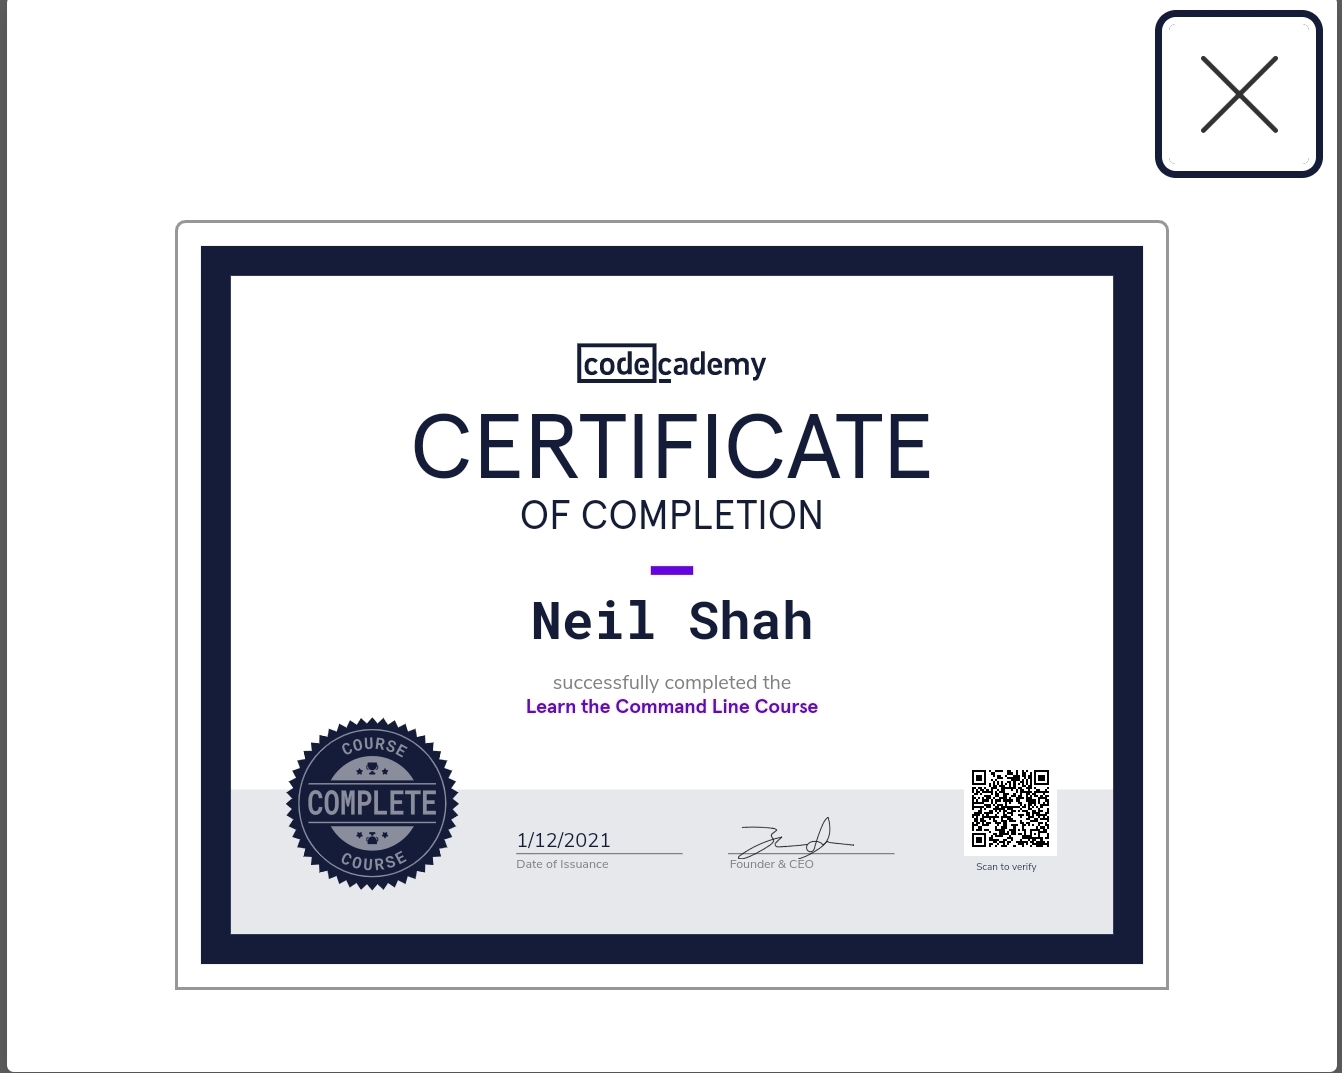 codecademy
CERTIFICATE
OF COMPLETION
Neil Shah
successfully completed the
Learn the Command Line Course
COURSE
COMPLETE
COURSE
1/12/2021
Date of Issuance
Founder & CEO
Scan to verify